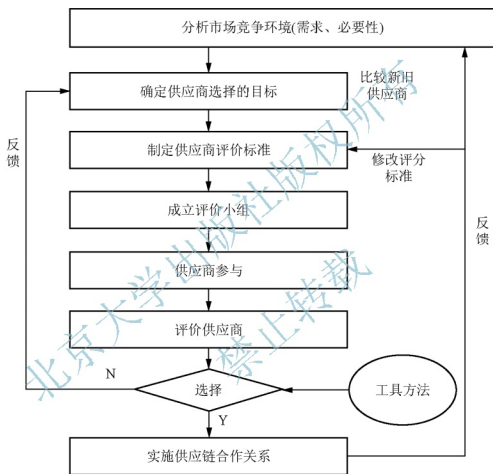 分析市场竞争环境(需求、必要性)
确定供应商选择的目标
比较新旧
供应商
反
馈
制定供应商评价标准
修改评分
标准
成立评价小组
反
馈
供应商参与
评价供应商
N
选择
工具方法
Y
实施供应链合作关系
北京大学出版社版权所有
禁止转载